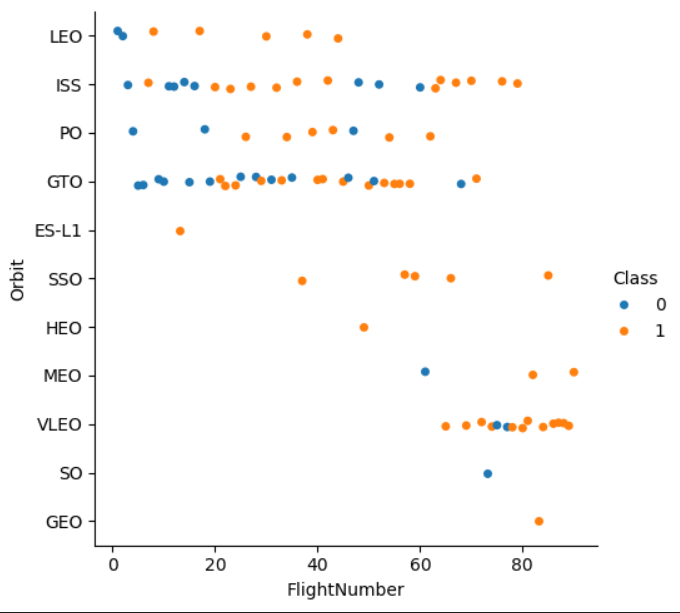 LEO
ISS
PO
GTO
ES-L1
SSO
HEO
MEO
VLEO
SO
GEO
Orbit
0
20
40
60
80
FlightNumber
Class
0
1